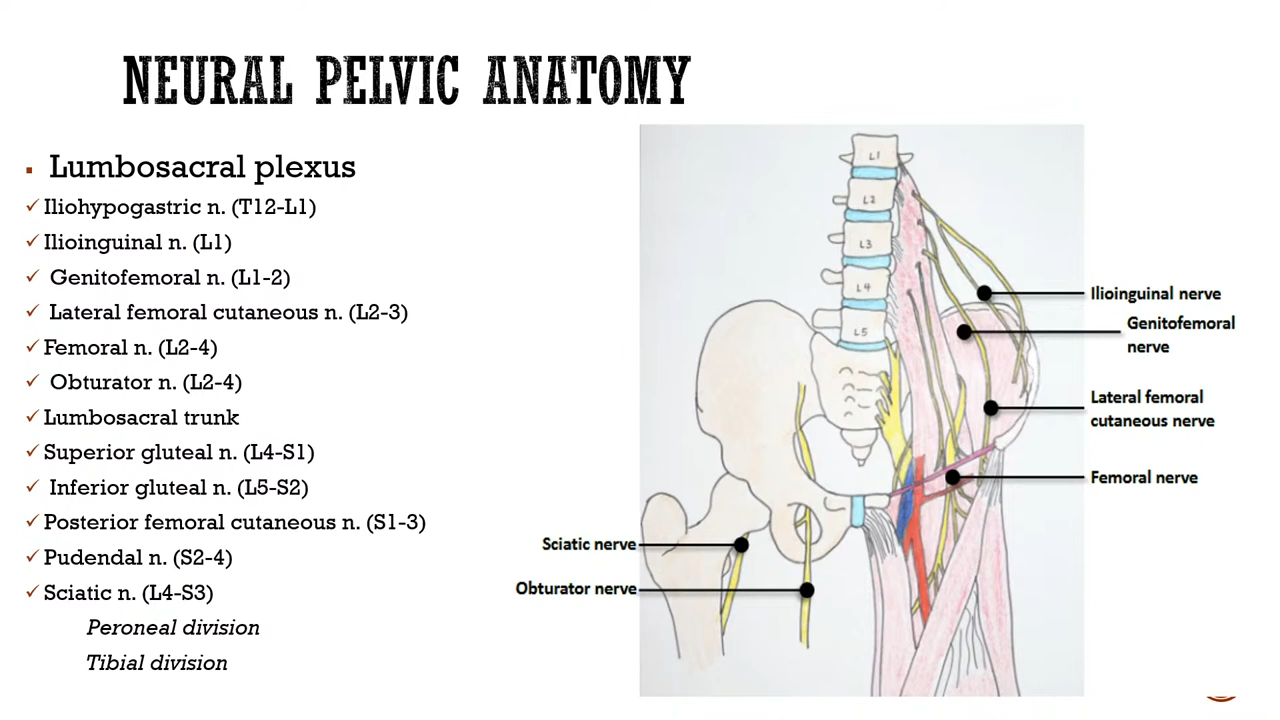 NEURAL PELVIC ANATOMY
Lumbosacral plexus
Iliohypogastric n. (T12-L1)
Ilioinguinal n. (L1)
Genitofemoral n. (L1-2)
Lateral femoral cutaneous n. (L2-3)
Femoral n. (L2-4)
Obturator n. (L2-4)
Lumbosacral trunk
Superior gluteal n. (L4-S1)
Inferior gluteal n. (L5-S2)
Posterior femoral cutaneous n. (S1-3)
Pudendal n. (S2-4)
Sciatic n. (L4-S3)
Peroneal division
Tibial division
L1
L2
L3
L4
L5
Ilioinguinal nerve
Genitofemoral
nerve
Lateral femoral
cutaneous nerve
Femoral nerve
Sciatic nerve
Obturator nerve